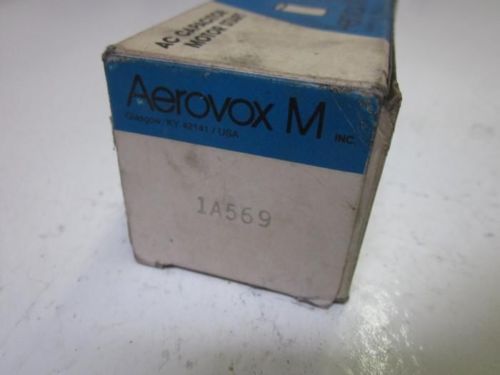 AC CAPACITOR
MOTOR START
Aerovox M INC.
Glasgow, KY 42141 / USA
1A569